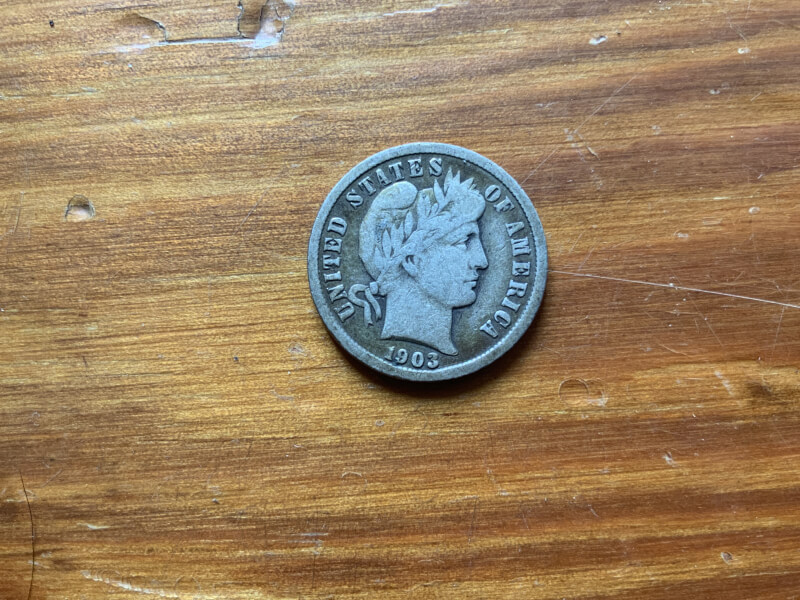 UNITED STATES OF AMERICA
1903